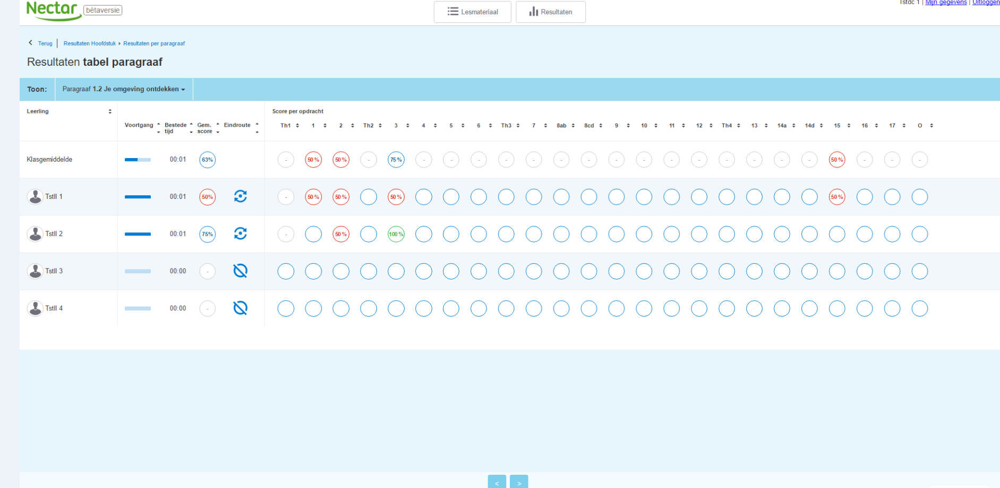 Nectar bètaversie
Lesmateriaal Resultaten
Tstdc 1 | Mijn gegevens | Uitloggen
Terug | Resultaten Hoofdstuk Resultaten per paragraaf
Resultaten tabel paragraaf
Toon: Paragraaf 1.2 Je omgeving ontdekken
Leerling Score per opdracht
Voortgang Bestede tijd Gem. score Eindroute Th1 1 2 Th2 3 4 5 6 Th3 7 8ab 8cd 9 10 11 12 Th4 13 14a 14d 15 16 17 O
Klasgemiddelde 00:01 63% - 50 % 50 % - 75 % - - - - - - - - - - - - - - - 50 % - - -
Tstll 1 00:01 50% - 50 % 50 % 50 % 50 %
Tstll 2 00:01 75% - 50 % 100 %
Tstll 3 00:00 -
Tstll 4 00:00 -
< >